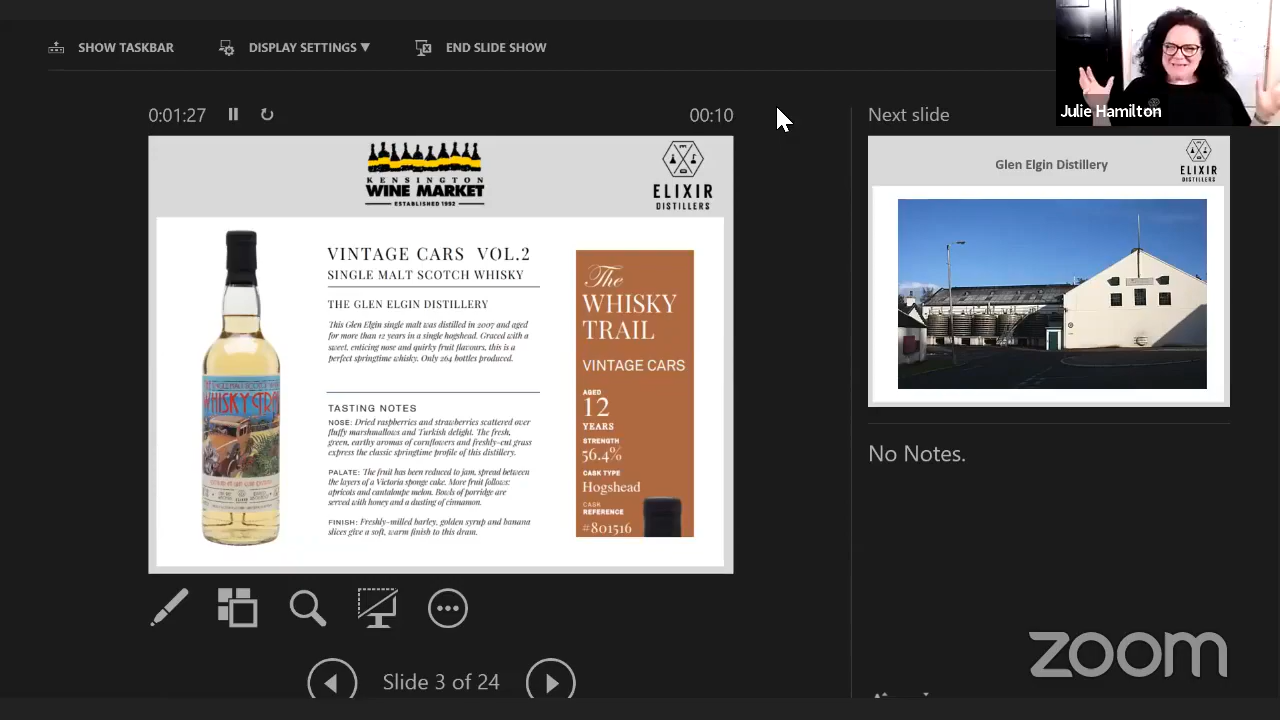 SHOW TASKBAR
DISPLAY SETTINGS ▼
END SLIDE SHOW
Julie Hamilton
0:01:27
00:10
Next slide
KENSINGTON
WINE MARKET
ESTABLISHED 1992
ELIXIR
DISTILLERS
VINTAGE CARS VOL.2
SINGLE MALT SCOTCH WHISKY
THE GLEN ELGIN DISTILLERY
This Glen Elgin single malt was distilled in 2007 and aged
for more than 12 years in a single hogshead. Graced with a
sweet, enticing nose and quirky fruit flavours, this is a
perfect springtime whisky. Only 264 bottles produced.
TASTING NOTES
NOSE: Dried raspberries and strawberries scattered over
fluffy marshmallows and Turkish delight. The fresh,
green, earthy aromas of cornflowers and freshly-cut grass
express the classic springtime profile of this distillery.
PALATE: The fruit has been reduced to jam, spread between
the layers of a Victoria sponge cake. More fruit follows:
apricots and cantaloupe melon. Bowls of porridge are
served with honey and a dusting of cinnamon.
FINISH: Freshly-milled barley, golden syrup and banana
slices give a soft, warm finish to this dram.
WHISKY TRA
The
WHISKY
TRAIL
VINTAGE CARS
AGED
12
YEARS
STRENGTH
56.4%
CASK TYPE
Hogshead
CASK
REFERENCE
#801516
Glen Elgin Distillery
ELIXIR
DISTILLERS
No Notes.
Slide 3 of 24
zoom